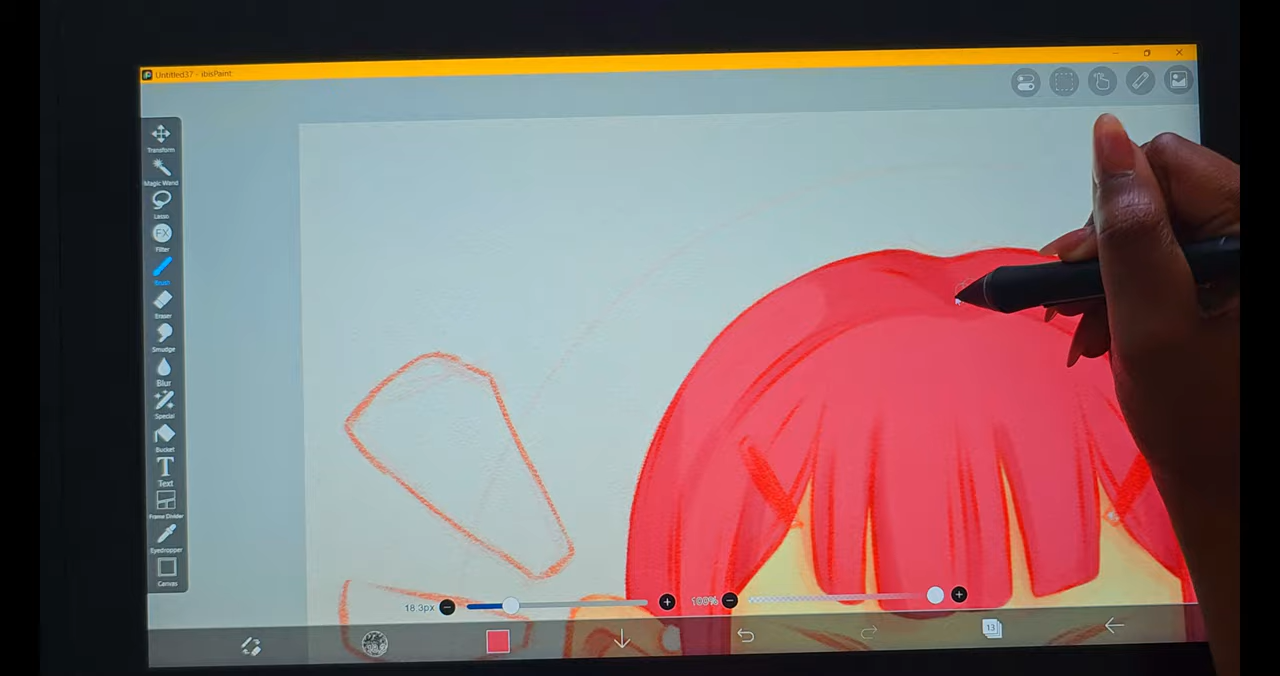 Untitled37 - ibisPaint
Transform
Magic Wand
Lasso
FX
Filter
Brush
Eraser
Smudge
Blur
Special
Bucket
T
Text
Frame Divider
Eyedropper
Canvas
18.3px
100%
13